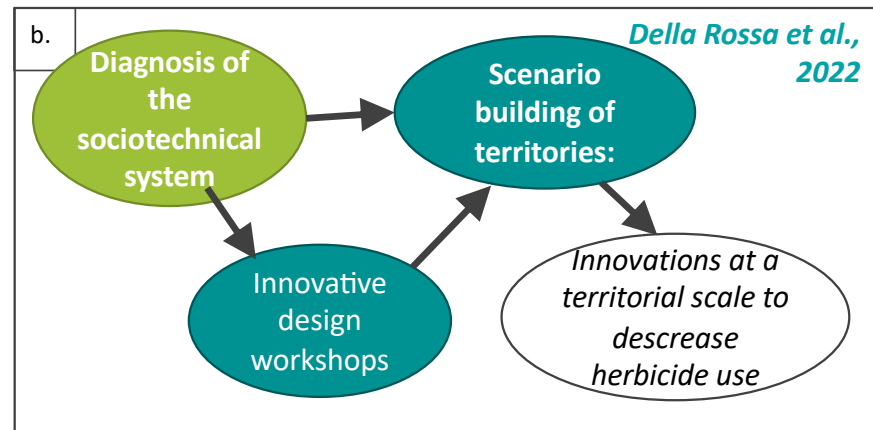 b.
Della Rossa et al.,
2022
Diagnosis of
the
sociotechnical
system
Scenario
building of
territories:
Innovative
design
workshops
Innovations at a
territorial scale to
descrease
herbicide use